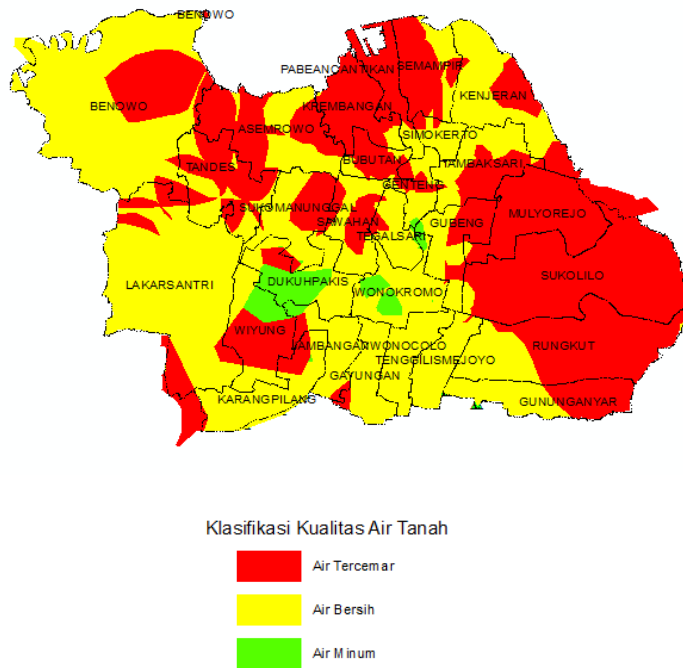 BENOWO
PABEANCANTIKAN
SEMAMPIR
KENJERAN
BENOWO
KREMBANGAN
ASEMROWO
SIMOKERTO
BUBUTAN
TAMBAKSARI
TANDES
GENTENG
SUKOMANUNGGAL
SAWAHAN
GUBENG
MULYOREJO
TEGALSARI
SUKOLILO
LAKARSANTRI
DUKUHPAKIS
WONOKROMO
WIYUNG
JAMBANGAN
WONOCOLO
RUNGKUT
TENGGILISMEJOYO
GAYUNGAN
KARANGPILANG
GUNUNGANYAR
Klasifikasi Kualitas Air Tanah
Air Tercemar
Air Bersih
Air Minum